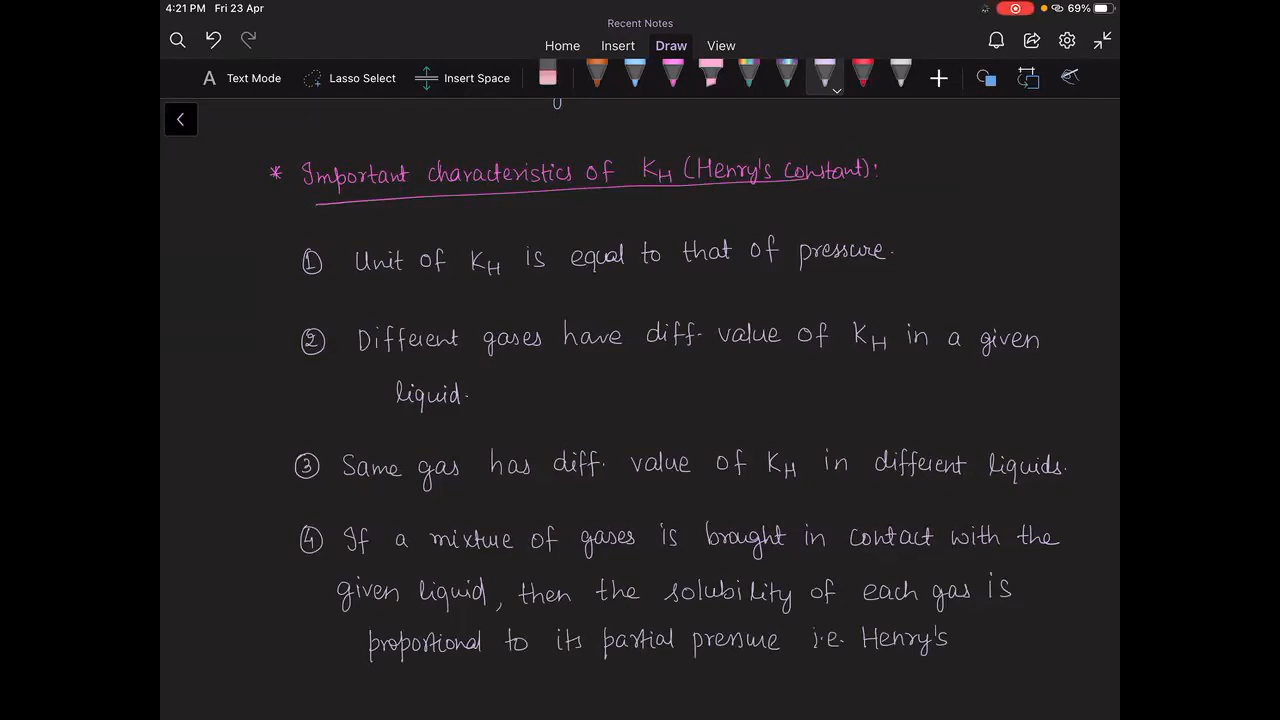 4:21 PM Fri 23 Apr
69%
Recent Notes
Home Insert Draw View
Text Mode Lasso Select Insert Space
* Important characteristics of KH (Henry's constant):
① Unit of KH is equal to that of pressure.
② Different gases have diff. value of KH in a given
liquid.
③ Same gas has diff. value of KH in different liquids.
④ If a mixture of gases is brought in contact with the
given liquid, then the solubility of each gas is
proportional to its partial pressure i.e. Henry's